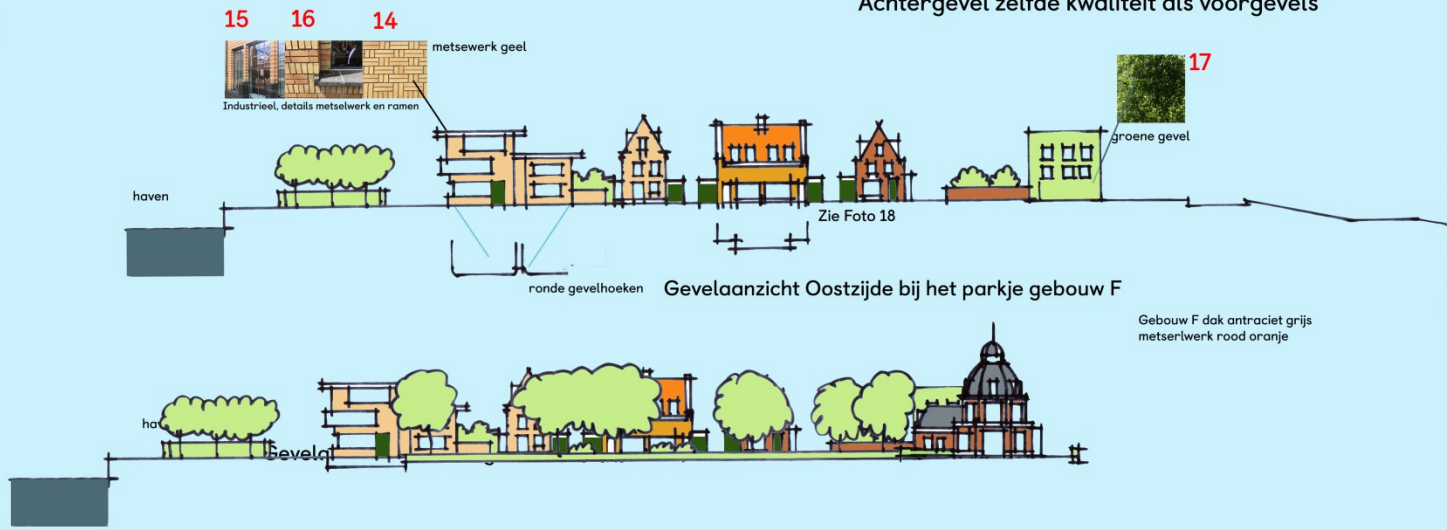 Achtergevel zelfde kwaliteit als voorgevels
15 16 14
metsewerk geel
17
Industrieel, details metselwerk en ramen
groene gevel
haven
Zie Foto 18
ronde gevelhoeken
Gevelaanzicht Oostzijde bij het parkje gebouw F
Gebouw F dak antraciet grijs
metserlwerk rood oranje
ha